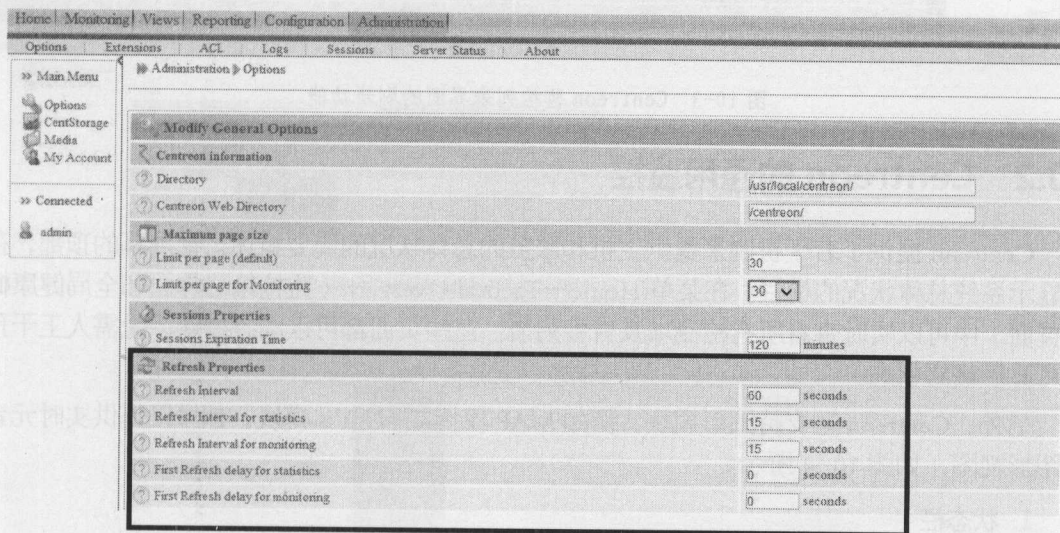 Home Monitoring Views Reporting Configuration Administration
Options Extensions ACL Logs Sessions Server Status About
Main Menu
Options
CentStorage
Media
My Account
Connected
admin
Administration Options
Modify General Options
Centreon information
Directory /usr/local/centreon/
Centreon Web Directory /centreon/
Maximum page size
Limit per page (default) 30
Limit per page for Monitoring 30
Sessions Properties
Sessions Expiration Time 120 minutes
Refresh Properties
Refresh Interval 60 seconds
Refresh Interval for statistics 15 seconds
Refresh Interval for monitoring 15 seconds
First Refresh delay for statistics 0 seconds
First Refresh delay for monitoring 0 seconds